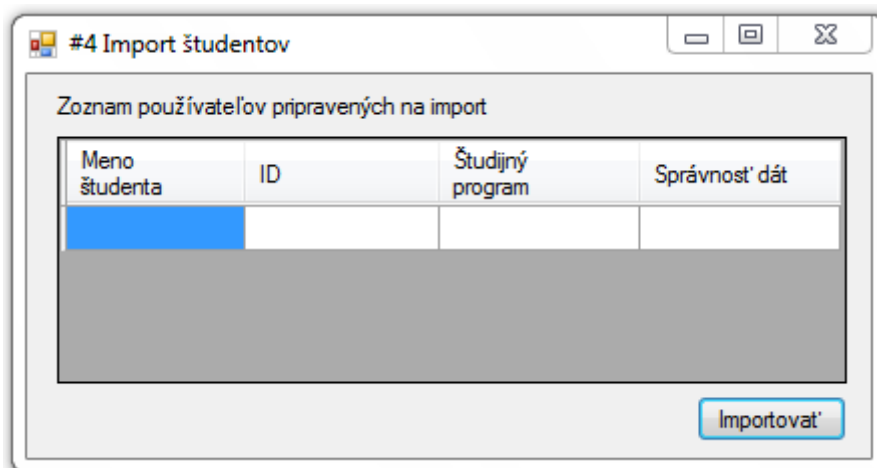 #4 Import študentov
Zoznam používateľov pripravených na import
Meno
študenta
ID
Študijný
program
Správnosť dát
Importovať